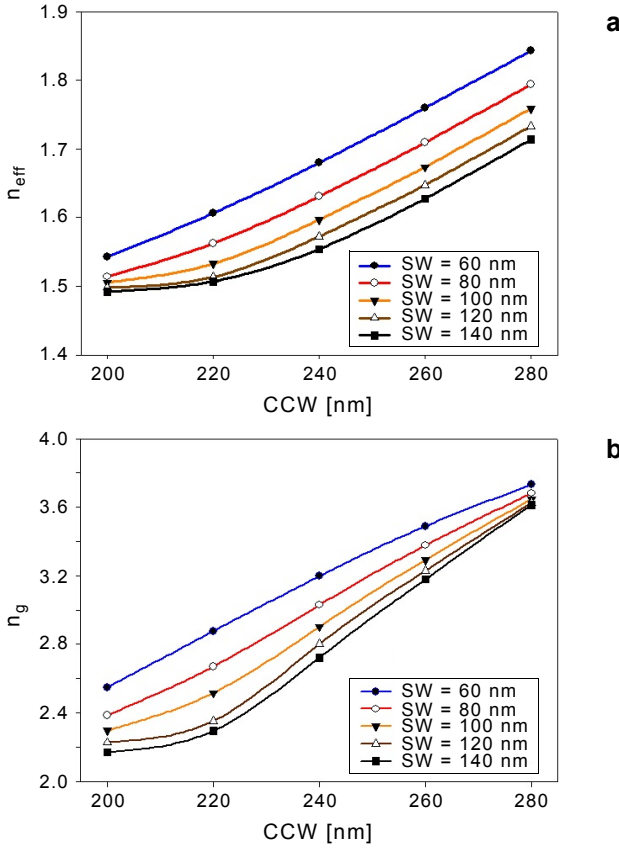 a
1.9
1.8
1.7
1.6
1.5
1.4
n_eff
SW = 60 nm
SW = 80 nm
SW = 100 nm
SW = 120 nm
SW = 140 nm
200 220 240 260 280
CCW [nm]
b
4.0
3.6
3.2
2.8
2.4
2.0
n_g
SW = 60 nm
SW = 80 nm
SW = 100 nm
SW = 120 nm
SW = 140 nm
200 220 240 260 280
CCW [nm]